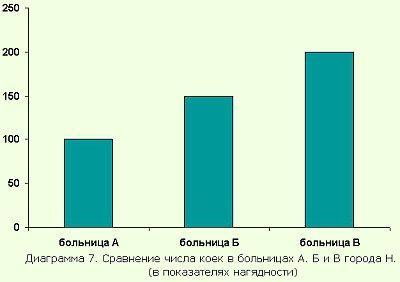 250
200
150
100
50
0
больница А больница Б больница В
Диаграмма 7. Сравнение числа коек в больницах А. Б и В города Н.
(в показателях нагядности)